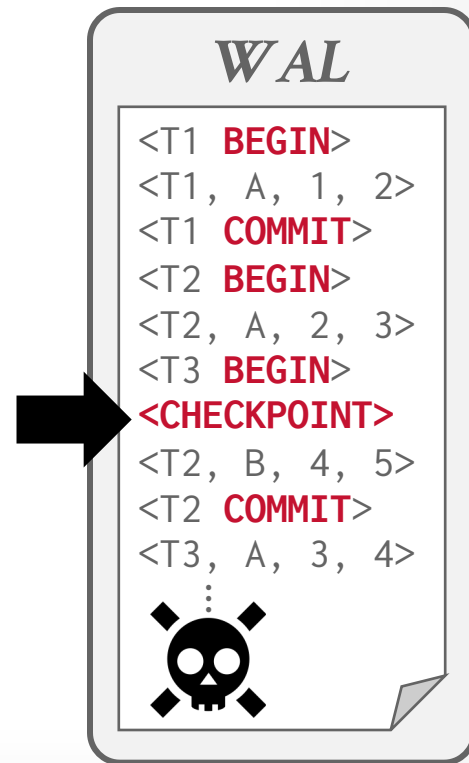 WAL
<T1 BEGIN>
<T1, A, 1, 2>
<T1 COMMIT>
<T2 BEGIN>
<T2, A, 2, 3>
<T3 BEGIN>
<CHECKPOINT>
<T2, B, 4, 5>
<T2 COMMIT>
<T3, A, 3, 4>
⋮